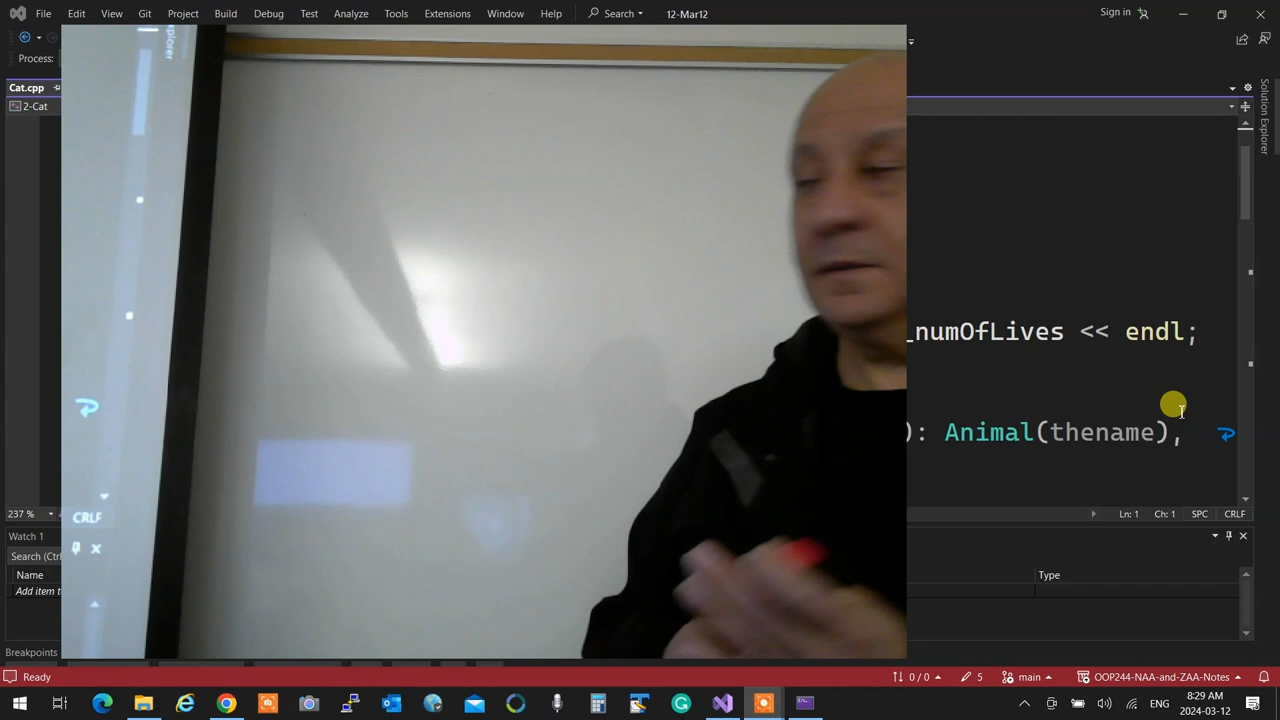 File Edit View Git Project Build Debug Test Analyze Tools Extensions Window Help Search 12-Mar12 Sign in
Process:
Cat.cpp
2-Cat
Solution Explorer
_numOfLives << endl;
): Animal(thename),
237 % Ln: 1 Ch: 1 SPC CRLF
CRLF
Watch 1
Search (Ctr
Name Type
Add item t
Breakpoints
Ready 0 / 0 5 main OOP244-NAA-and-ZAA-Notes
ENG 8:29 AM
2024-03-12